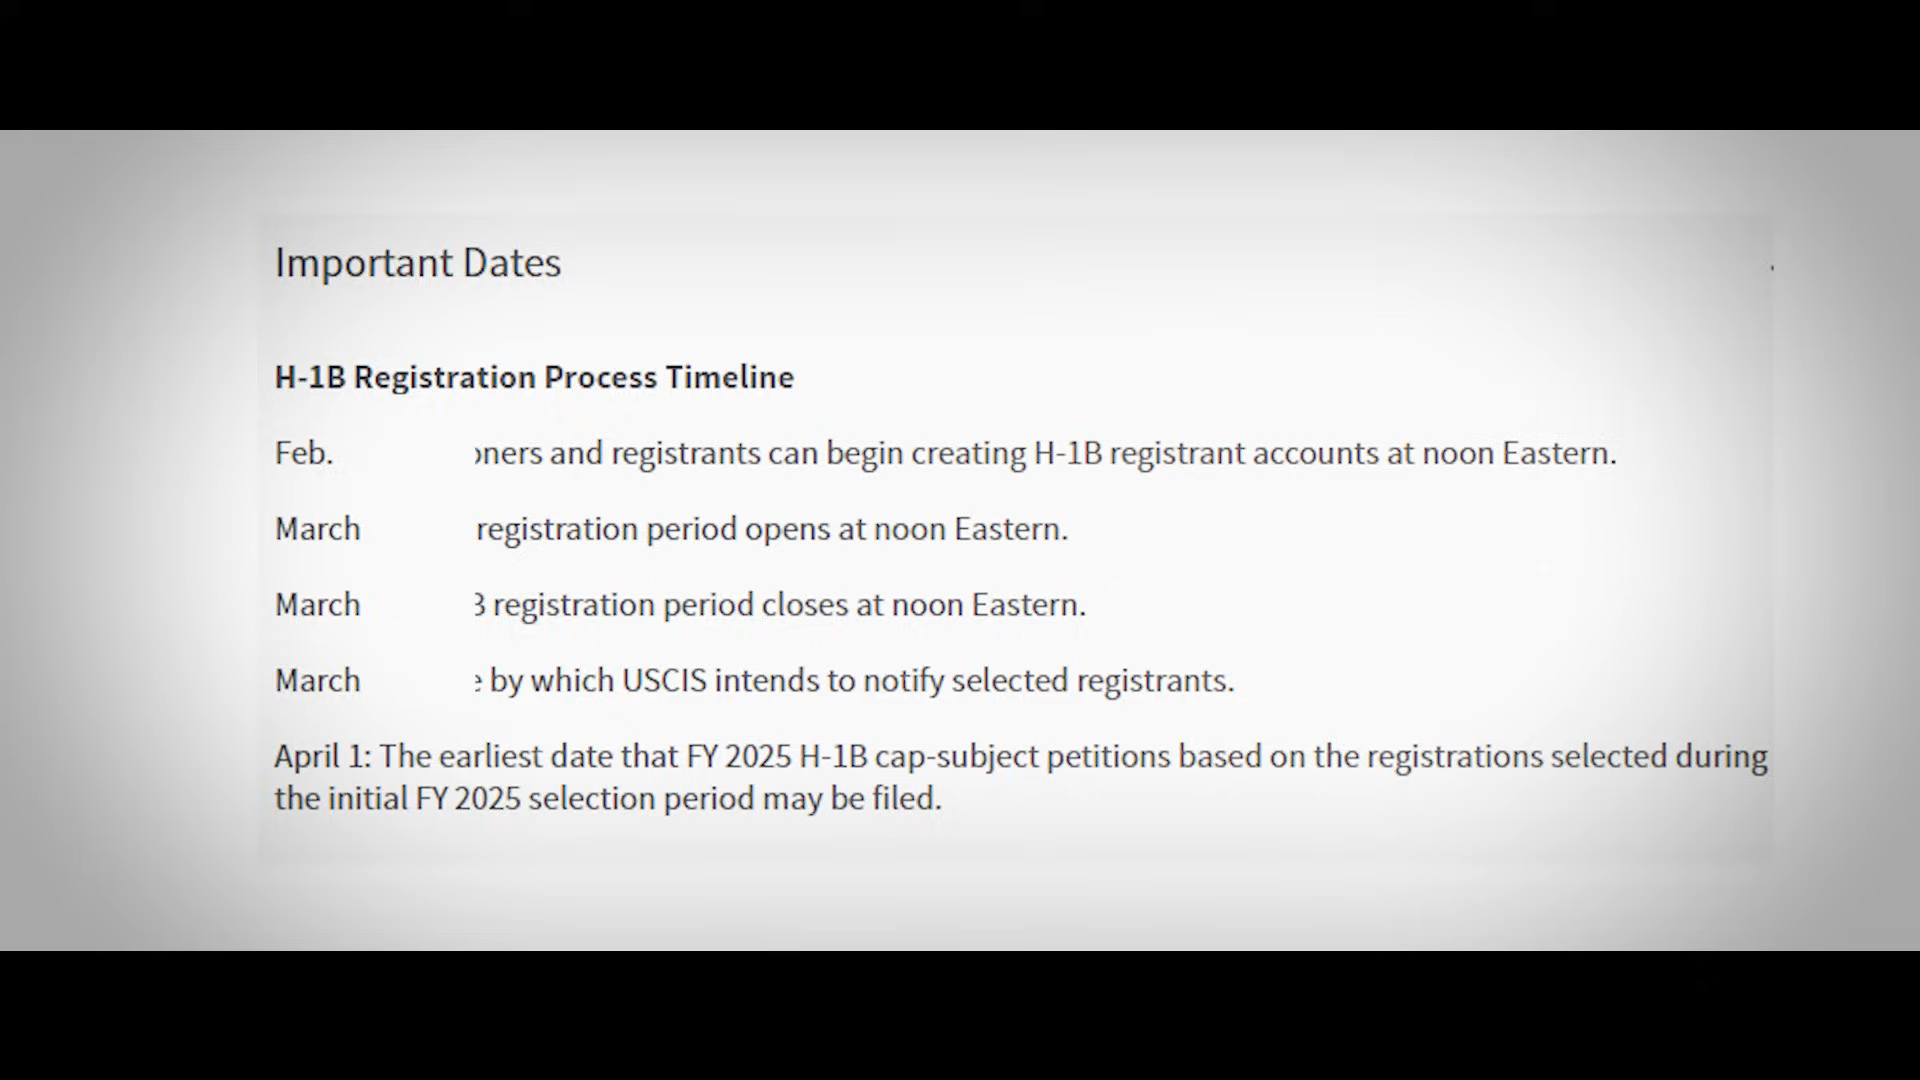 Important Dates
H-1B Registration Process Timeline
Feb. and registrants can begin creating H-1B registrant accounts at noon Eastern.
March registration period opens at noon Eastern.
March registration period closes at noon Eastern.
March by which USCIS intends to notify selected registrants.
April 1: The earliest date that FY 2025 H-1B cap-subject petitions based on the registrations selected during
the initial FY 2025 selection period may be filed.